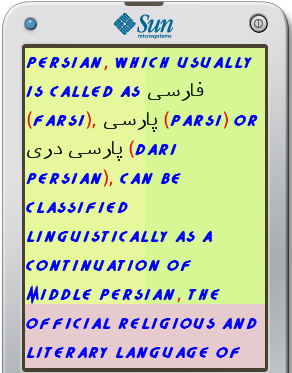 Sun
microsystems
PERSIAN, WHICH USUALLY
IS CALLED AS فارسی
(FARSI), پارسی (PARSI) OR
پارسی دری (DARI
PERSIAN), CAN BE
CLASSIFIED
LINGUISTICALLY AS A
CONTINUATION OF
MIDDLE PERSIAN, THE
OFFICIAL RELIGIOUS AND
LITERARY LANGUAGE OF